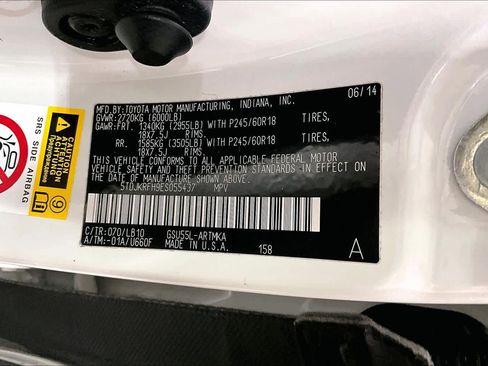 MFD.BY:TOYOTA MOTOR MANUFACTURING, INDIANA, INC. 06/14
GVWR:2720KG (6000LB)
GAWR:FRT. 1340KG (2955LB) WITH P245/60R18 TIRES,
18X7.5J RIMS.
RR. 1585KG (3505LB) WITH P245/60R18 TIRES,
18X7.5J RIMS.
THIS VEHICLE CONFORMS TO ALL APPLICABLE FEDERAL MOTOR
VEHICLE SAFETY AND THEFT PREVENTION STANDARDS IN EFFECT
ON THE DATE OF MANUFACTURE SHOWN ABOVE.
5TDJKRFH9ES055437 MPV
C/TR:070/LB10 GSU55L-ARTMKA
A/TM:-01A/U660F MADE IN U.S.A. 158 A
SRS SIDE AIRBAG
9